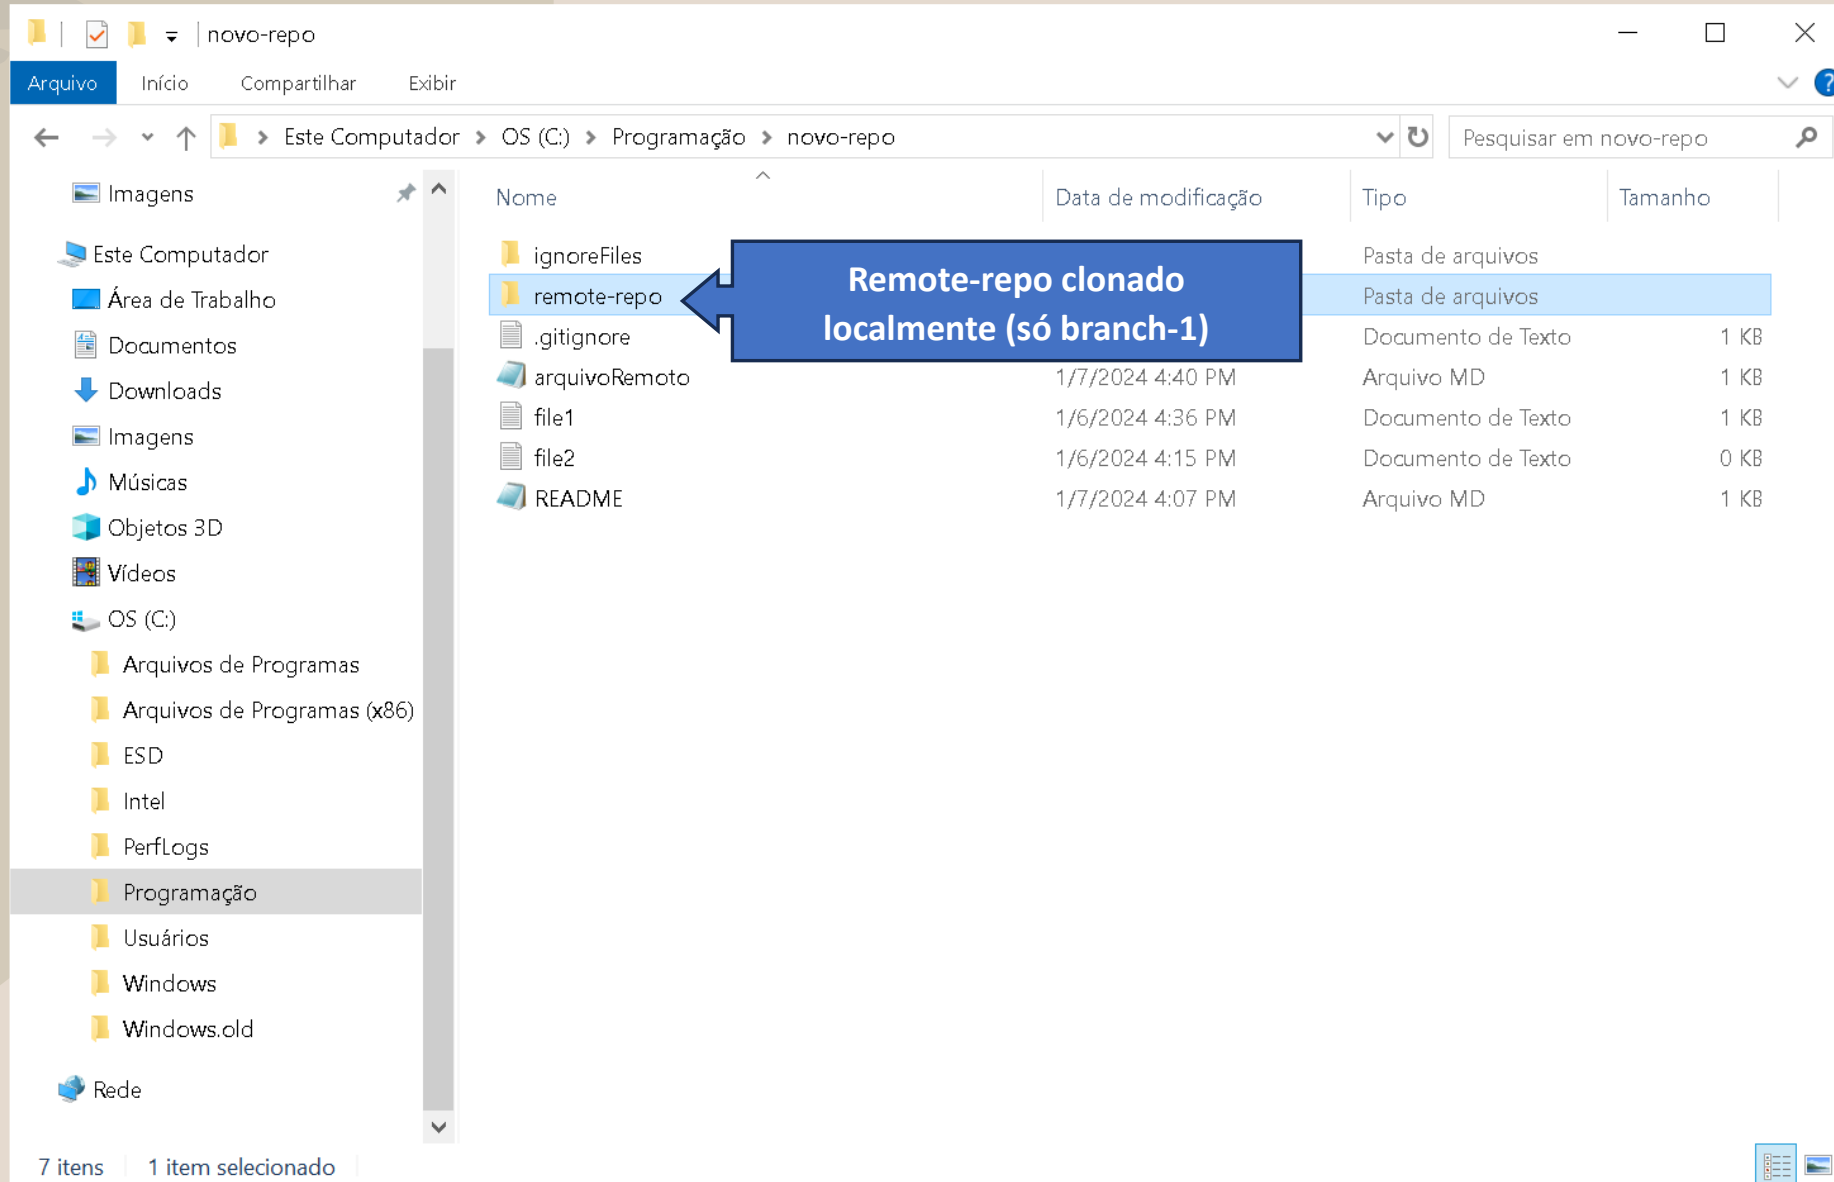 novo-repo
Arquivo Início Compartilhar Exibir
?
Este Computador > OS (C:) > Programação > novo-repo
Pesquisar em novo-repo
Imagens
Este Computador
Área de Trabalho
Documentos
Downloads
Imagens
Músicas
Objetos 3D
Vídeos
OS (C:)
Arquivos de Programas
Arquivos de Programas (x86)
ESD
Intel
PerfLogs
Programação
Usuários
Windows
Windows.old
Rede
Nome Data de modificação Tipo Tamanho
ignoreFiles Pasta de arquivos
remote-repo Pasta de arquivos
.gitignore Documento de Texto 1 KB
arquivoRemoto 1/7/2024 4:40 PM Arquivo MD 1 KB
file1 1/6/2024 4:36 PM Documento de Texto 1 KB
file2 1/6/2024 4:15 PM Documento de Texto 0 KB
README 1/7/2024 4:07 PM Arquivo MD 1 KB
Remote-repo clonado
localmente (só branch-1)
7 itens 1 item selecionado